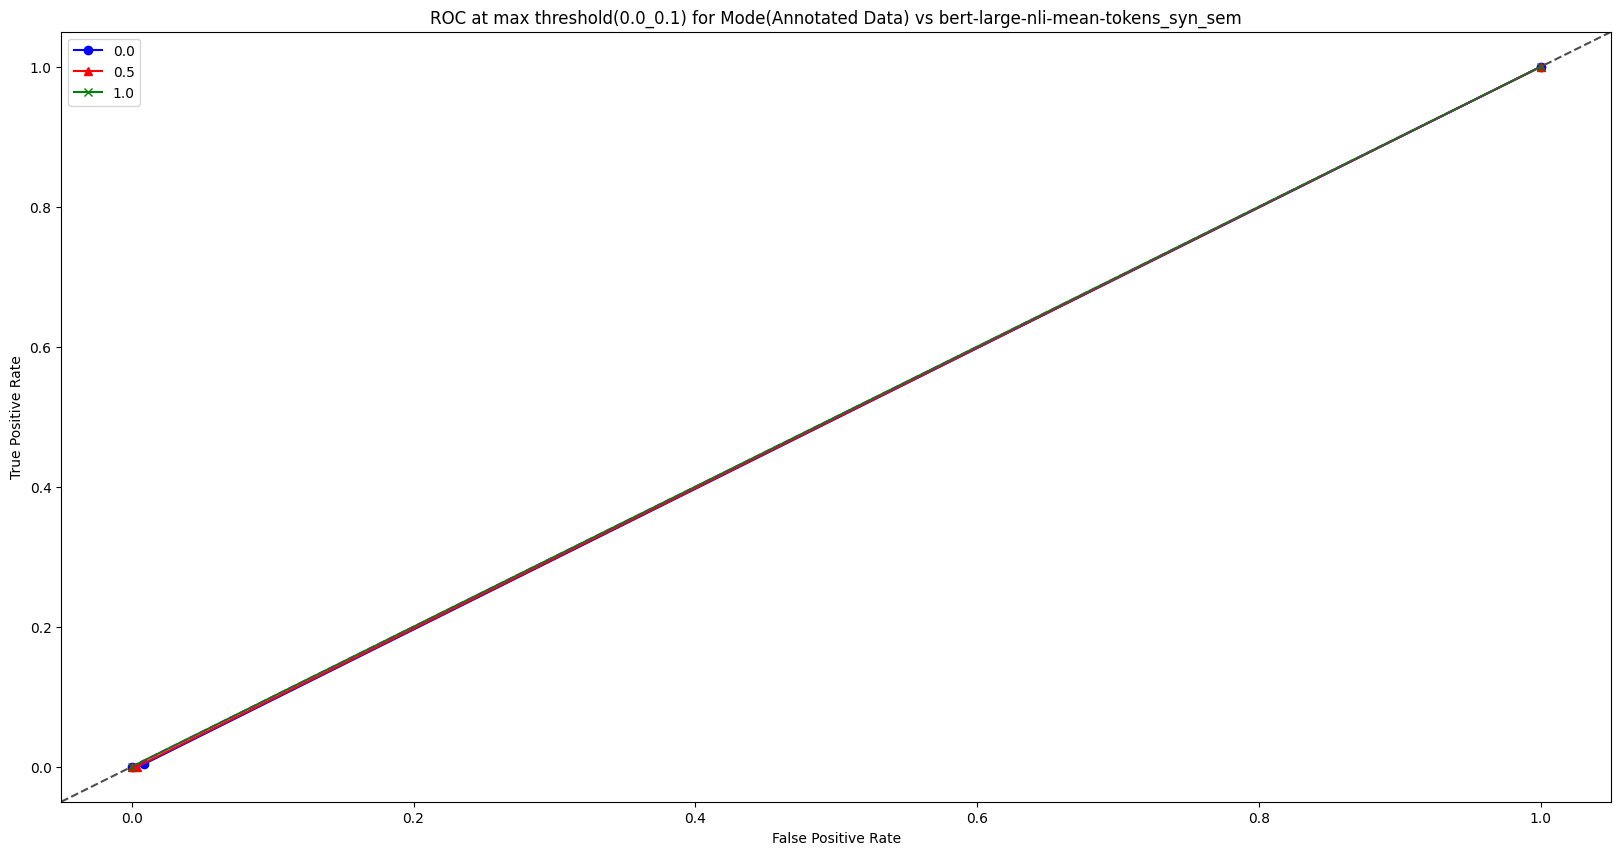 ROC at max threshold(0.0_0.1) for Mode(Annotated Data) vs bert-large-nli-mean-tokens_syn_sem
0.0
0.5
1.0
True Positive Rate
1.0
0.8
0.6
0.4
0.2
0.0
0.0 0.2 0.4 0.6 0.8 1.0
False Positive Rate